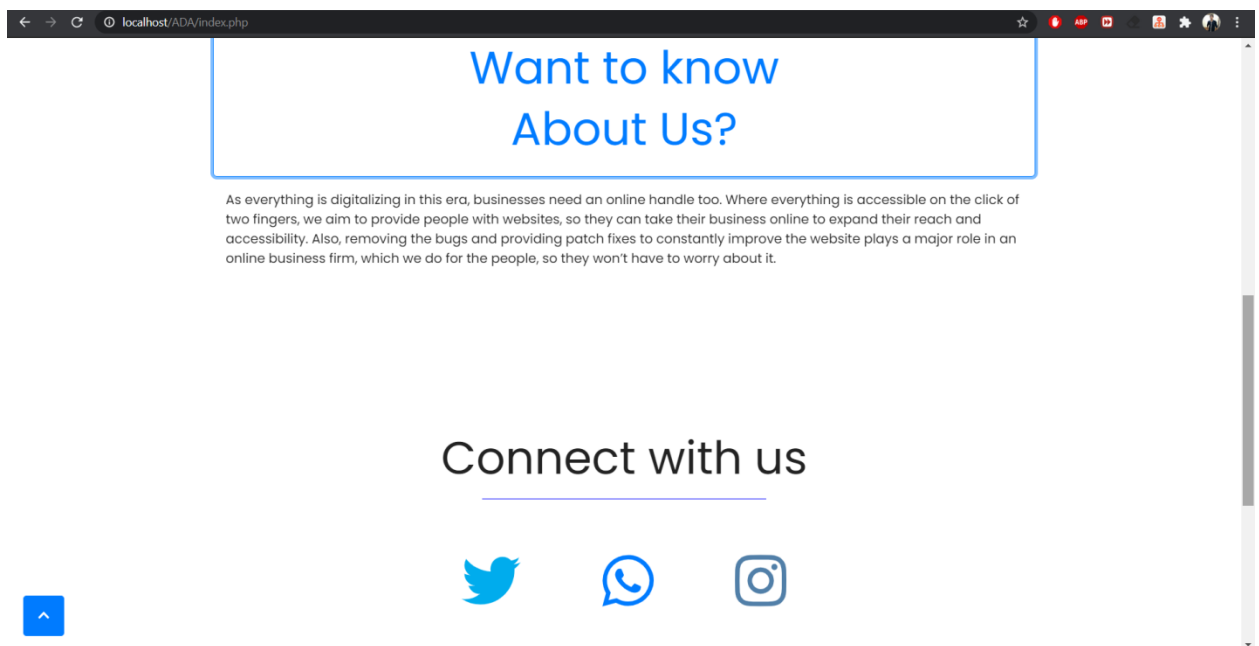 localhost/ADA/index.php
ABP
Want to know
About Us?
As everything is digitalizing in this era, businesses need an online handle too. Where everything is accessible on the click of
two fingers, we aim to provide people with websites, so they can take their business online to expand their reach and
accessibility. Also, removing the bugs and providing patch fixes to constantly improve the website plays a major role in an
online business firm, which we do for the people, so they won’t have to worry about it.
Connect with us